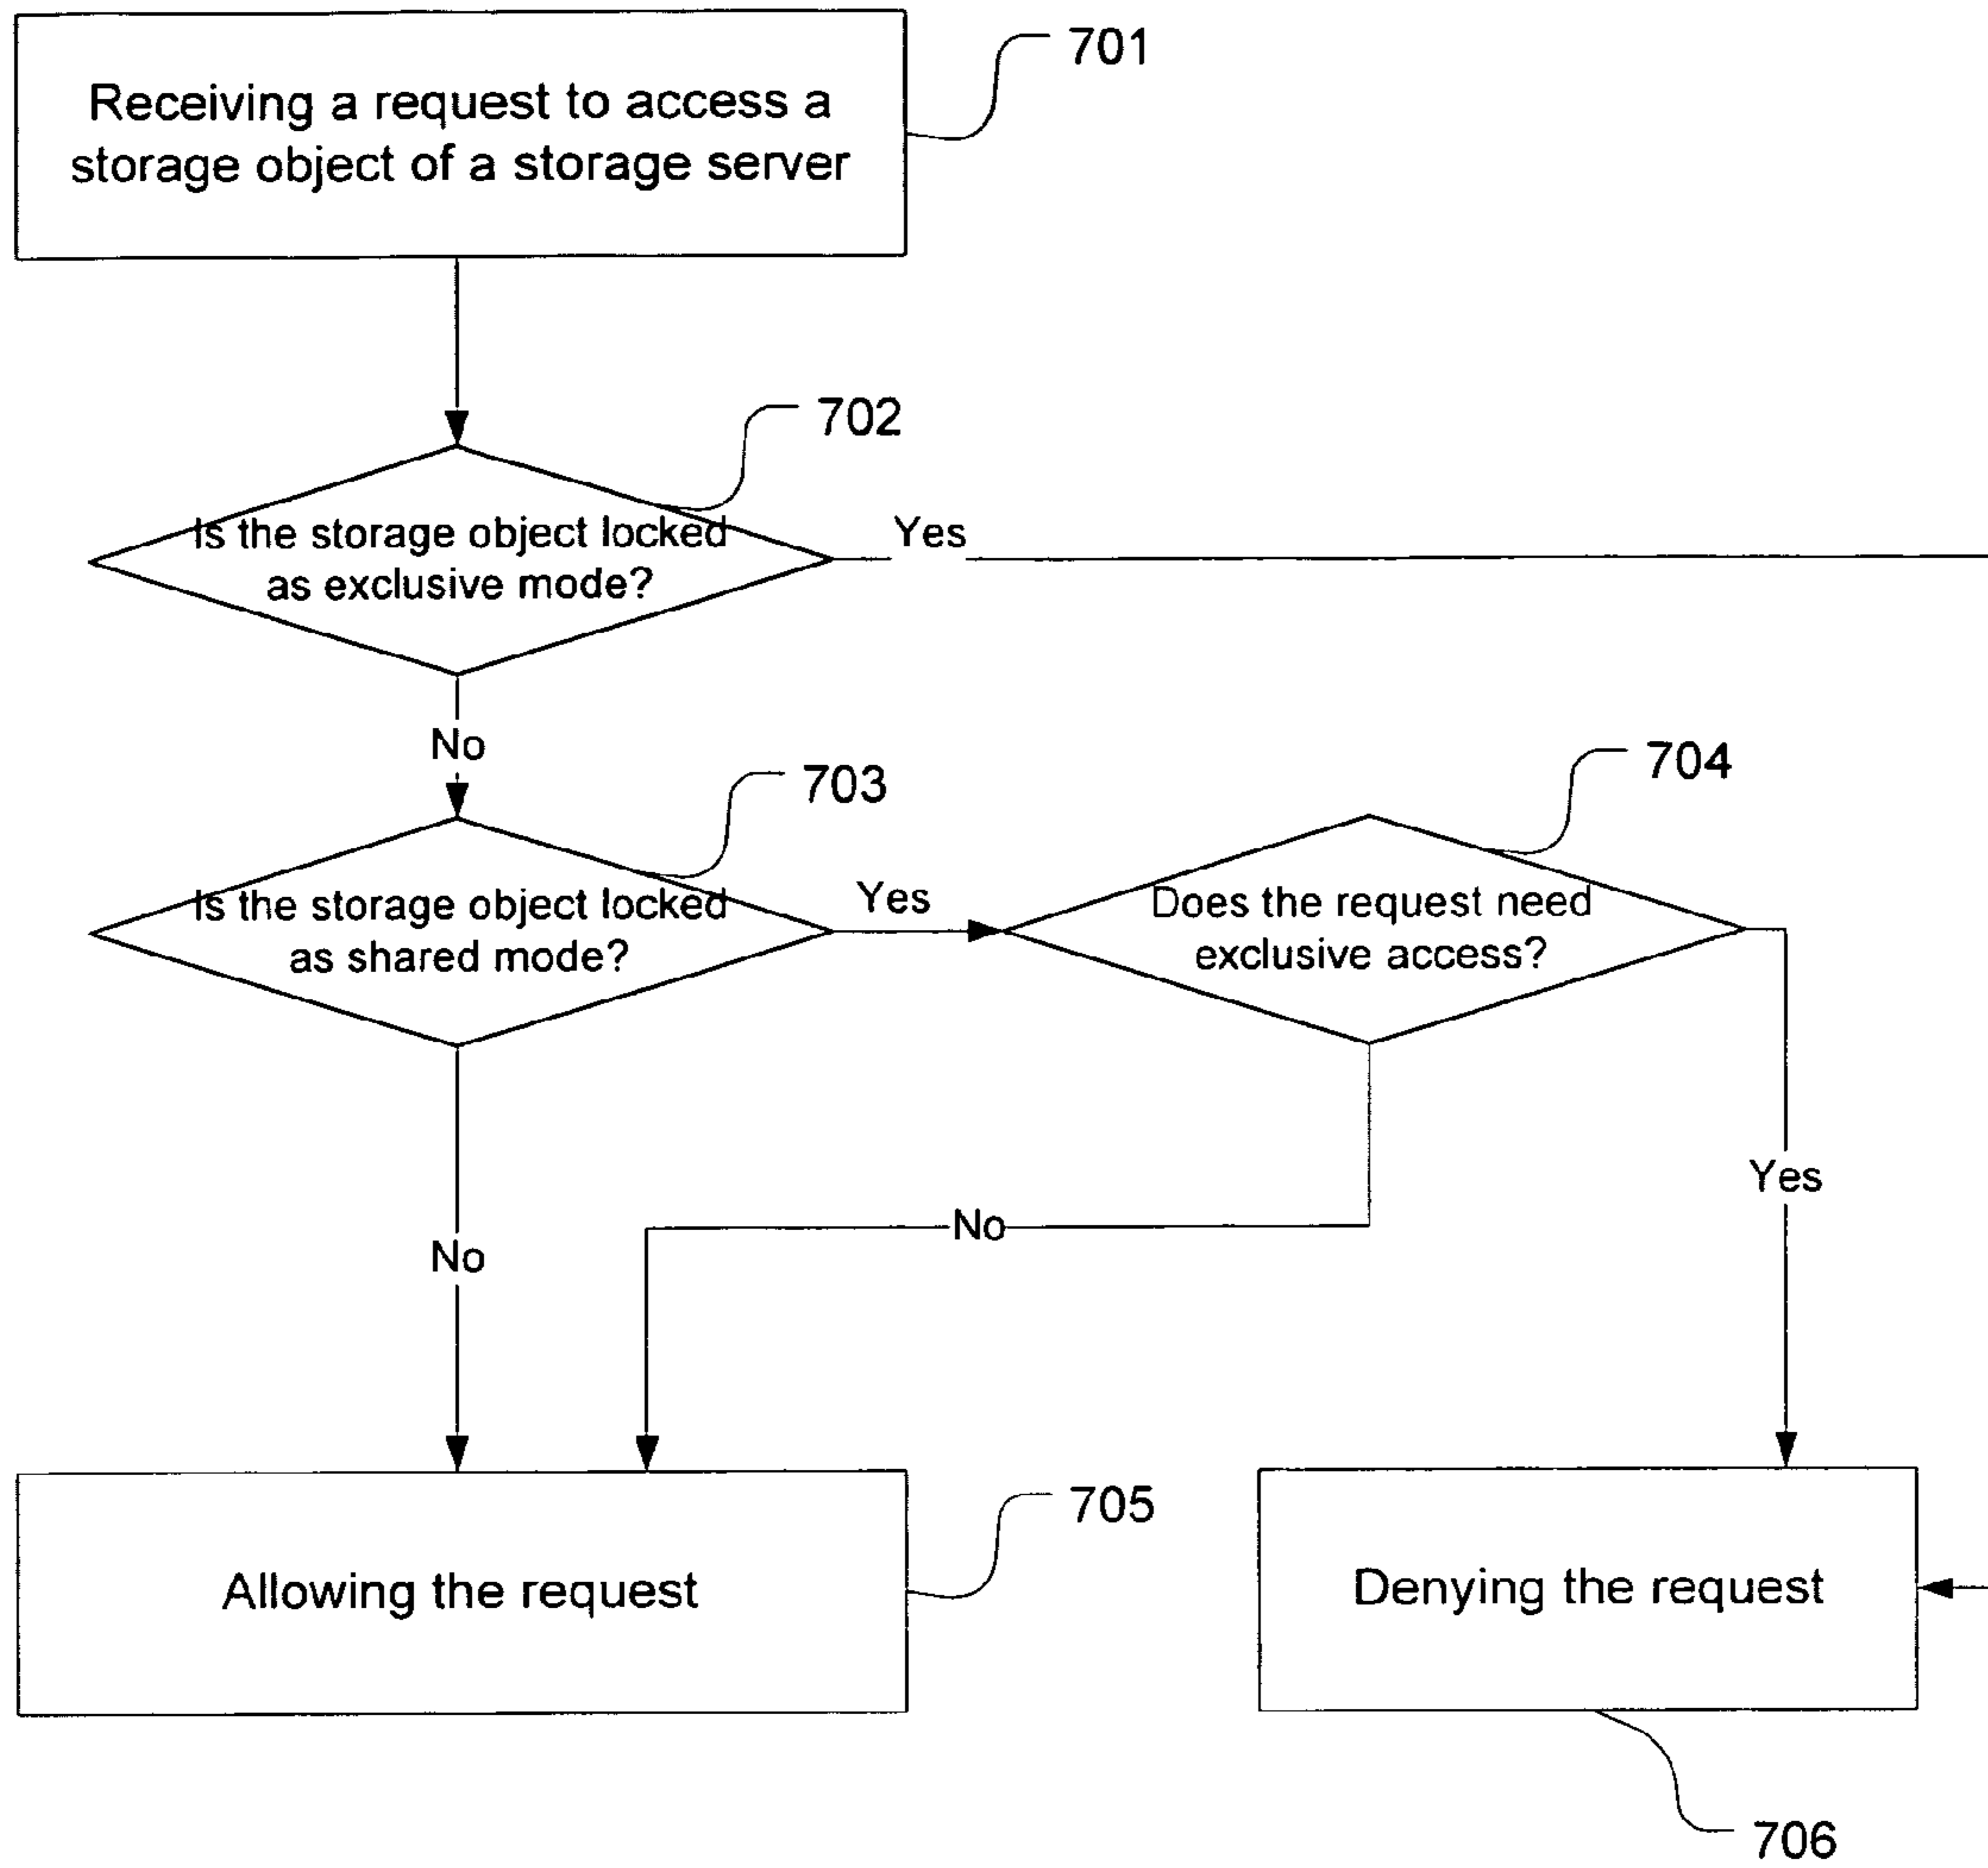 Receiving a request to access a
storage object of a storage server
701
702
Is the storage object locked
as exclusive mode?
Yes
No
703
704
Is the storage object locked
as shared mode?
Yes
Does the request need
exclusive access?
Yes
No
No
705
Allowing the request
Denying the request
706